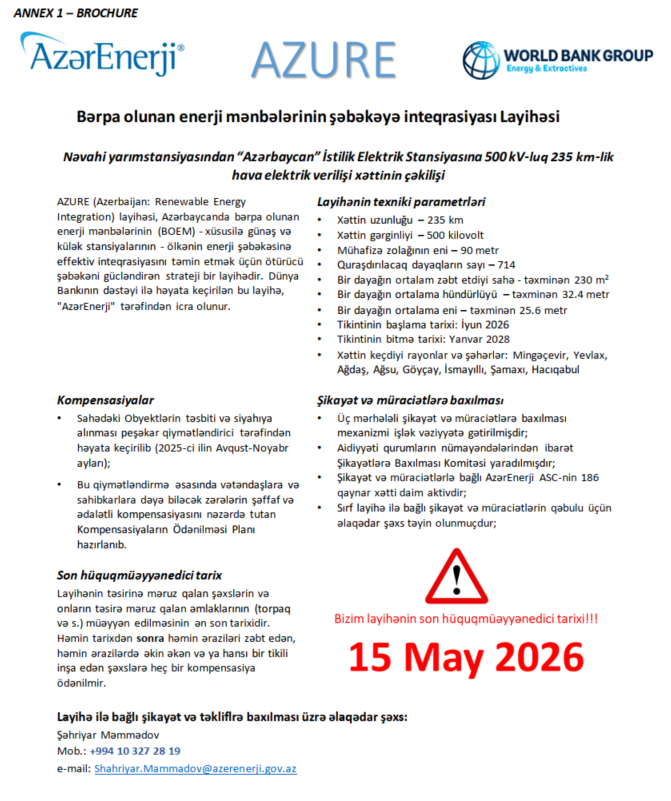 ANNEX 1 – BROCHURE
AzərEnerji®
AZURE
WORLD BANK GROUP
Energy & Extractives
Bərpa olunan enerji mənbələrinin şəbəkəyə inteqrasiyası Layihəsi
Nəvahi yarımstansiyasından “Azərbaycan” İstilik Elektrik Stansiyasına 500 kV-luq 235 km-lik
hava elektrik verilişi xəttinin çəkilişi
AZURE (Azerbaijan: Renewable Energy
Integration) layihəsi, Azərbaycanda bərpa olunan
enerji mənbələrinin (BOEM) - xüsusilə günəş və
külək stansiyalarının - ölkənin enerji şəbəkəsinə
effektiv inteqrasiyasını təmin etmək üçün ötürücü
şəbəkəni gücləndirən strateji bir layihədir. Dünya
Bankının dəstəyi ilə həyata keçirilən bu layihə,
"AzərEnerji" tərəfindən icra olunur.
Layihənin texniki parametrləri
• Xəttin uzunluğu – 235 km
• Xəttin gərginliyi – 500 kilovolt
• Mühafizə zolağının eni – 90 metr
• Quraşdırılacaq dayaqların sayı – 714
• Bir dayağın ortalam zəbt etdiyi sahə - təxminən 230 m²
• Bir dayağın ortalama hündürlüyü – təxminən 32.4 metr
• Bir dayağın ortalama eni – təxminən 25.6 metr
• Tikintinin başlama tarixi: İyun 2026
• Tikintinin bitmə tarixi: Yanvar 2028
• Xəttin keçdiyi rayonlar və şəhərlər: Mingəçevir, Yevlax,
Ağdaş, Ağsu, Göyçay, İsmayıllı, Şamaxı, Hacıqabul
Kompensasiyalar
• Sahədəki Obyektlərin təsbiti və siyahıya
alınması peşəkar qiymətləndirici tərəfindən
həyata keçirilib (2025-ci ilin Avqust-Noyabr
ayları);
• Bu qiymətləndirmə əsasında vətəndaşlara və
sahibkarlara dəyə biləcək zərələrin şəffaf və
ədalətli kompensasiyasını nəzərdə tutan
Kompensasiyaların Ödənilməsi Planı
hazırlanıb.
Şikayət və müraciətlərə baxılması
• Üç mərhələli şikayət və müraciətlərə baxılması
mexanizmi işlək vəziyyətə gətirilmişdir;
• Aidiyyəti qurumların nümayəndələrindən ibarət
Şikayətlərə Baxılması Komitəsi yaradılmışdır;
• Şikayət və müraciətlərlə bağlı AzərEnerji ASC-nin 186
qaynar xətti daim aktivdir;
• Sırf layihə ilə bağlı şikayət və müraciətlərin qəbulu üçün
əlaqədar şəxs təyin olunmuçdur;
Son hüquqmüəyyənedici tarix
Layihənin təsirinə məruz qalan şəxslərin və
onların təsirə məruz qalan əmlaklarının (torpaq
və s.) müəyyən edilməsinin ən son tarixidir.
Həmin tarixdən sonra həmin əraziləri zəbt edən,
həmin ərazilərdə əkin əkən və ya hansı bir tikili
inşa edən şəxslərə heç bir kompensasiya
ödənilmir.
!
Bizim layihənin son hüquqmüəyyənedici tarixi!!!
15 May 2026
Layihə ilə bağlı şikayət və təkliflrə baxılması üzrə əlaqədar şəxs:
Şəhriyar Məmmədov
Mob.: +994 10 327 28 19
e-mail: Shahriyar.Mammadov@azerenerji.gov.az